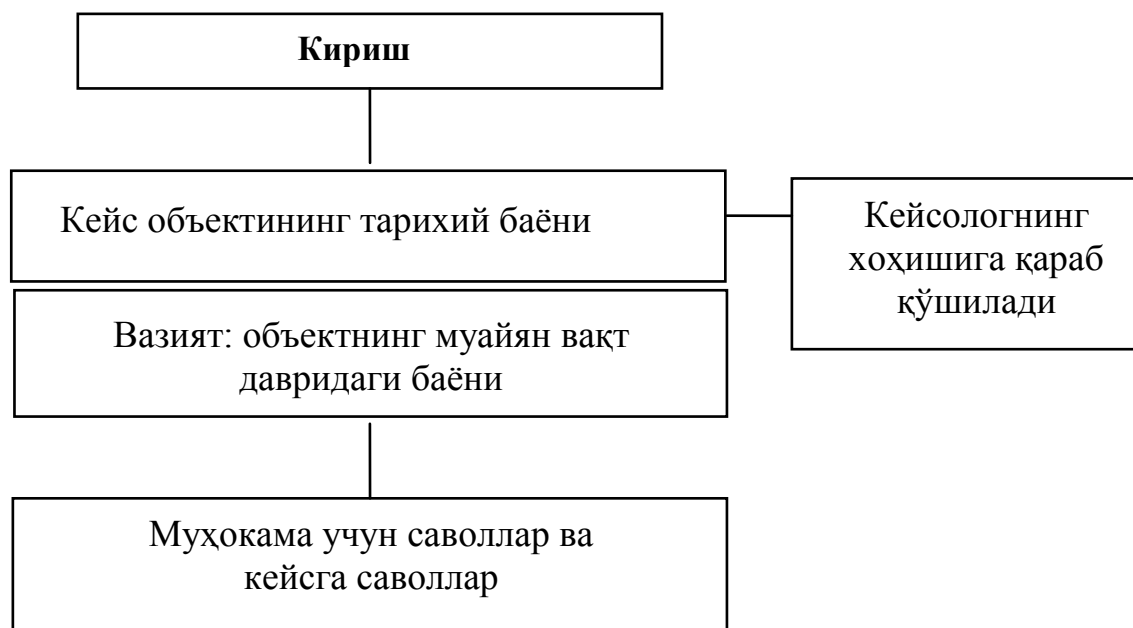 Кириш
Кейс объектининг тарихий баёни
Кейсологнинг
хоҳишига қараб
қўшилади
Вазият: объектнинг муайян вақт
давридаги баёни
Муҳокама учун саволлар ва
кейсга саволлар